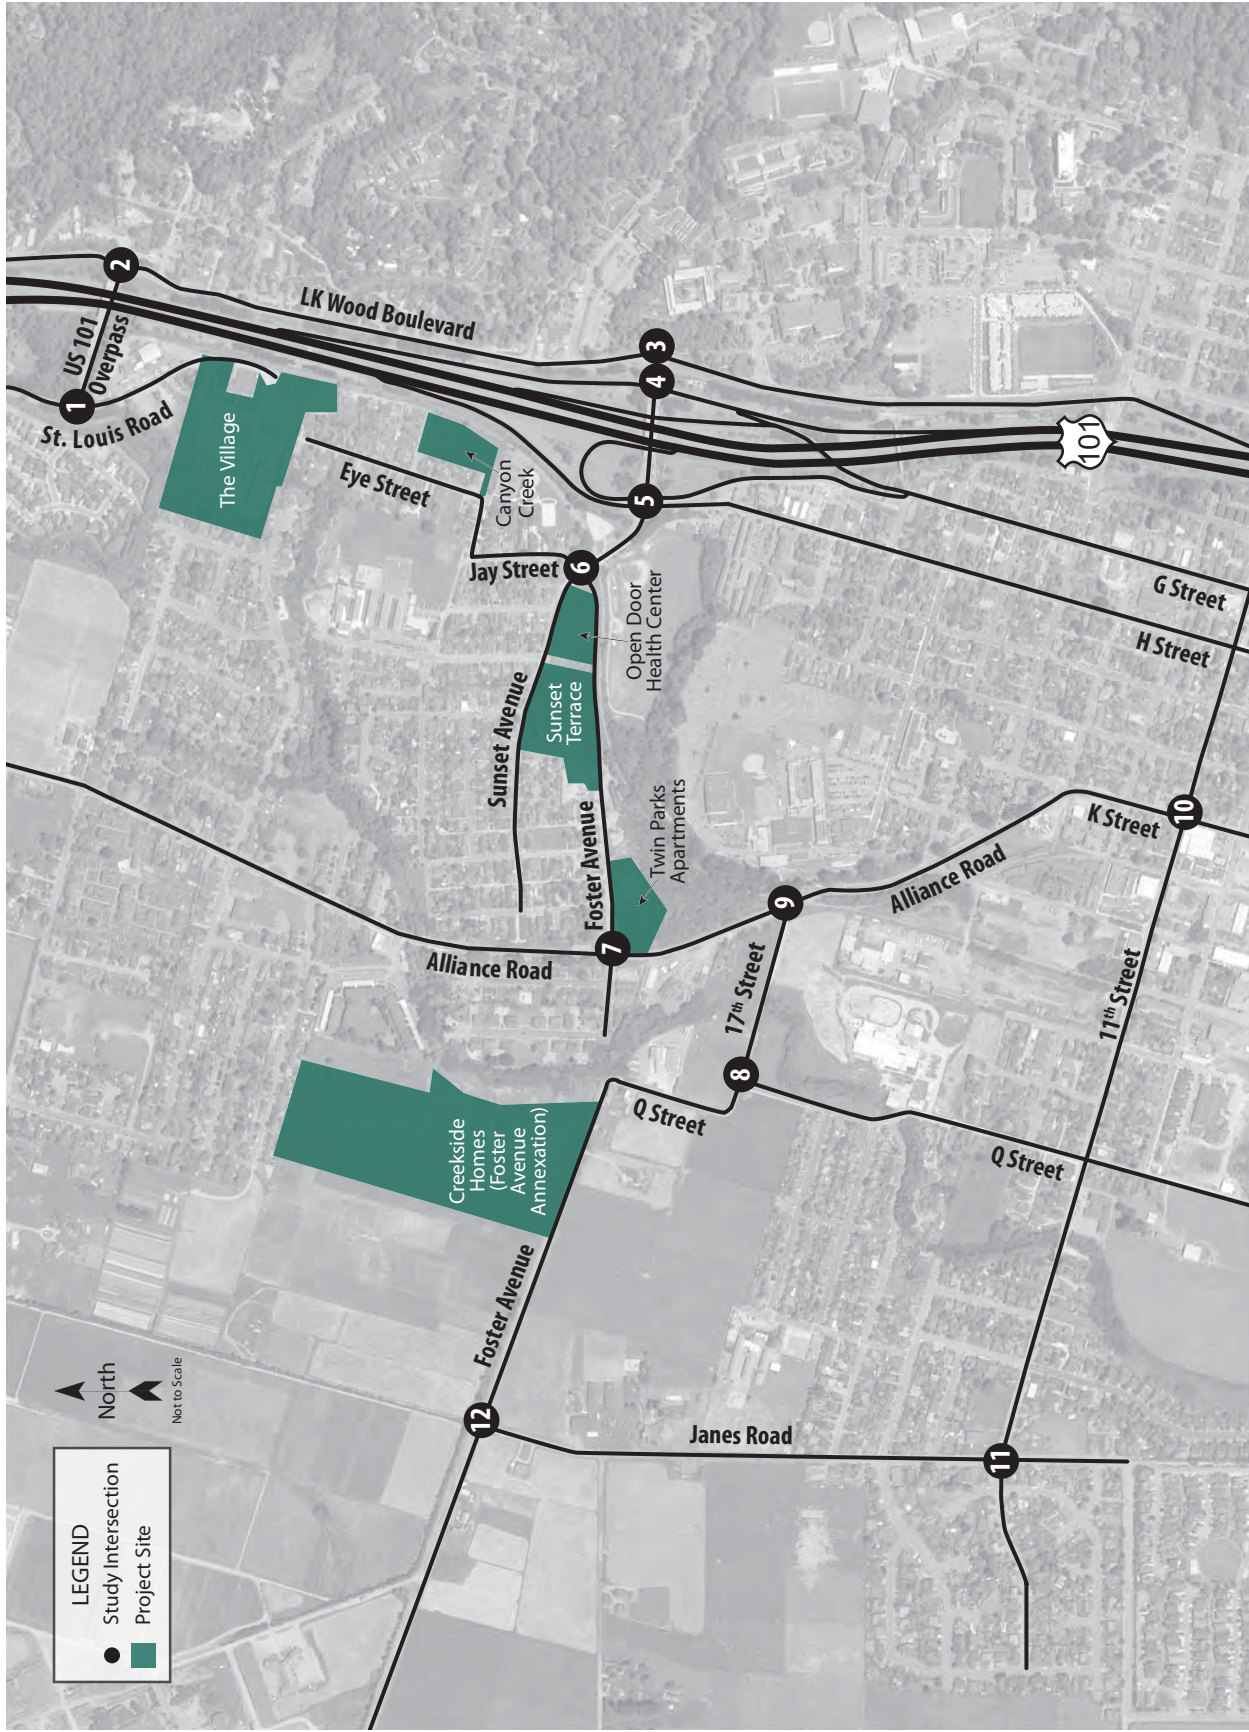 LEGEND
Study Intersection
Project Site
North
Not to Scale
US 101
Overpass
St. Louis Road
LK Wood Boulevard
The Village
Eye Street
Canyon
Creek
Jay Street
Open Door
Health Center
Sunset Avenue
Sunset
Terrace
Foster Avenue
Twin Parks
Apartments
Alliance Road
Creekside
Homes
(Foster
Avenue
Annexation)
Foster Avenue
Q Street
17th Street
Alliance Road
K Street
G Street
H Street
11th Street
Q Street
Janes Road
101
1
2
3
4
5
6
7
8
9
10
11
12